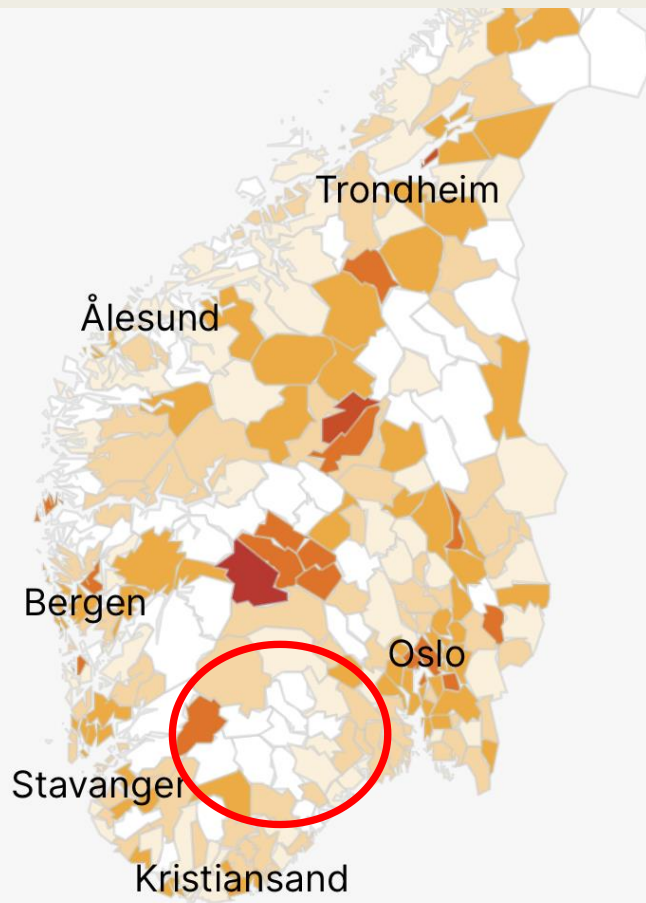 Trondheim
Ålesund
Bergen
Oslo
Stavanger
Kristiansand